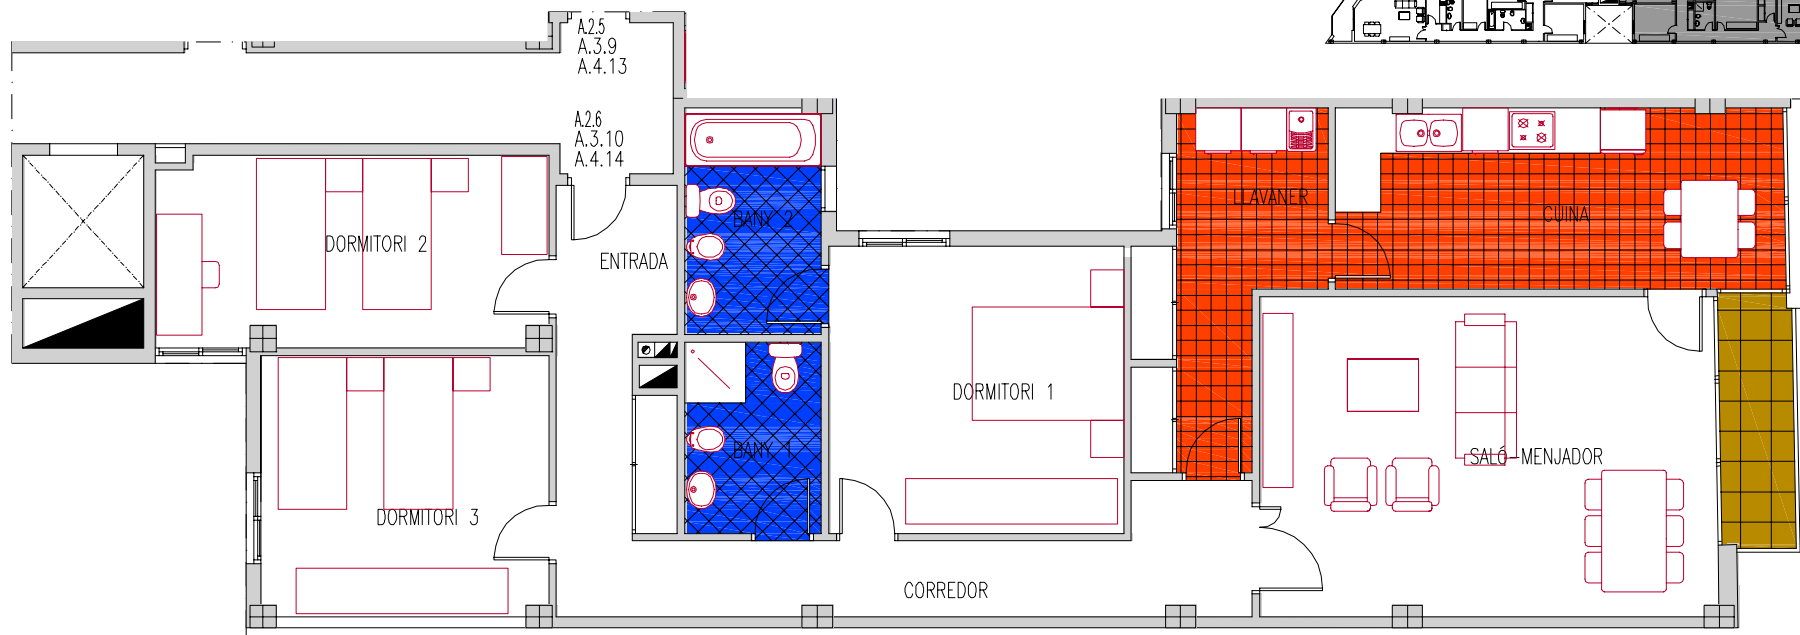 A.2.5
A.3.9
A.4.13
A.2.6
A.3.10
A.4.14
LLAVANER
CUINA
BANY 2
DORMITORI 2
ENTRADA
DORMITORI 1
BANY 1
SALÓ-MENJADOR
DORMITORI 3
CORREDOR